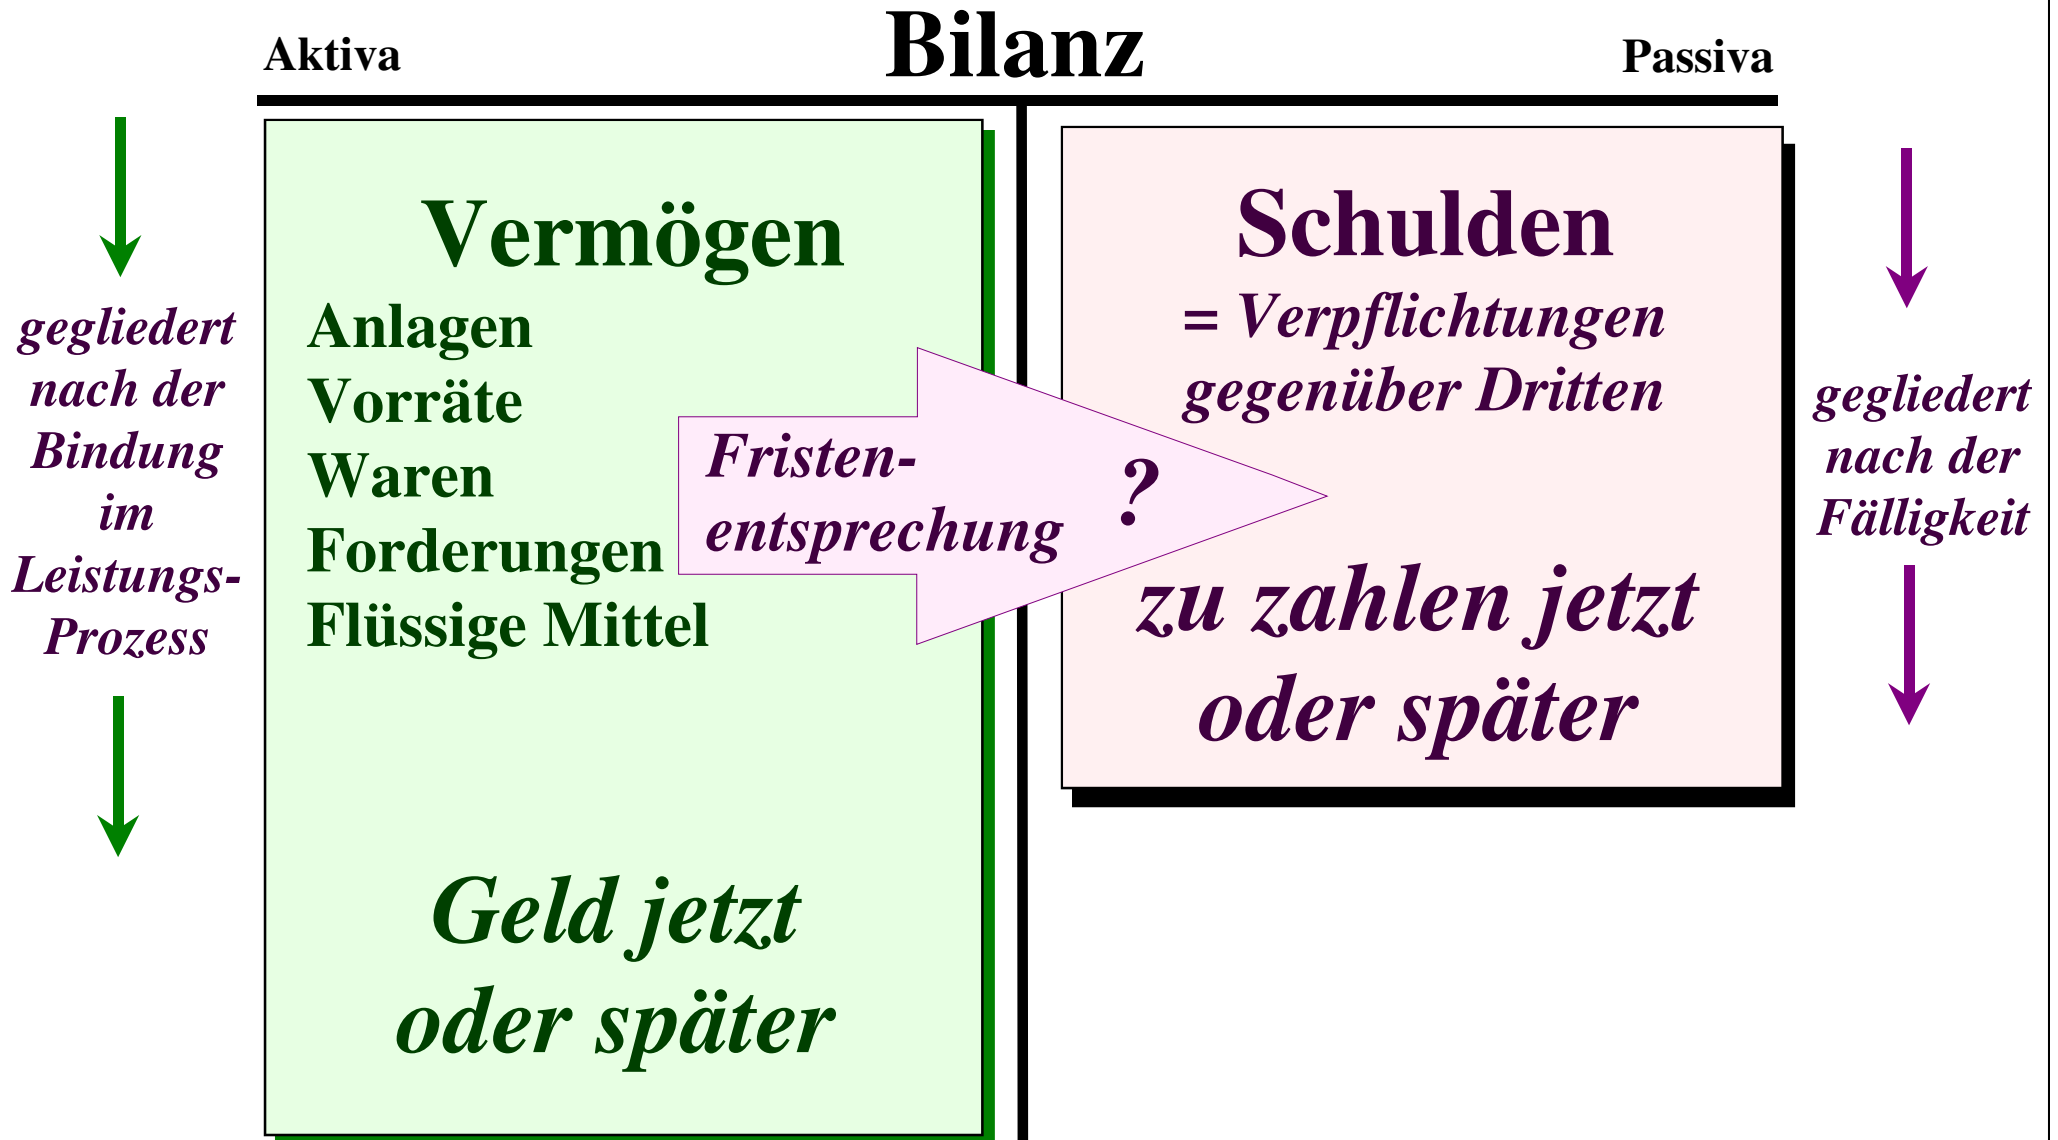 Bilanz
Aktiva
Passiva
gegliedert
nach der
Bindung
im
Leistungs-
Prozess
Vermögen
Anlagen
Vorräte
Waren
Forderungen
Flüssige Mittel
Geld jetzt
oder später
Fristen-
entsprechung
?
Schulden
= Verpflichtungen
gegenüber Dritten
zu zahlen jetzt
oder später
gegliedert
nach der
Fälligkeit